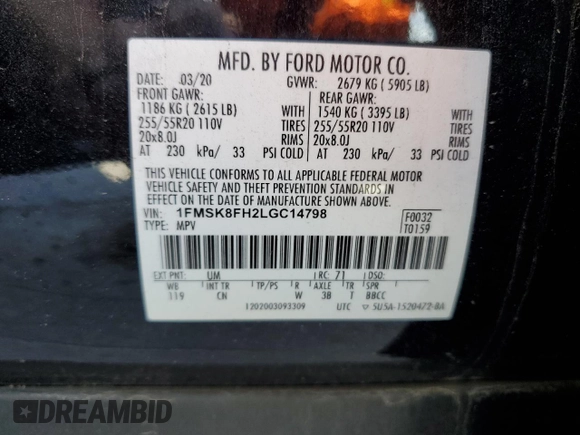 MFD. BY FORD MOTOR CO.
DATE: 03/20 GVWR: 2679 KG ( 5905 LB)
FRONT GAWR: REAR GAWR:
1186 KG ( 2615 LB) WITH 1540 KG ( 3395 LB) WITH
255/55R20 110V TIRES 255/55R20 110V TIRES
20x8.0J RIMS 20x8.0J RIMS
AT 230 kPa/ 33 PSI COLD AT 230 kPa/ 33 PSI COLD
THIS VEHICLE CONFORMS TO ALL APPLICABLE FEDERAL MOTOR
VEHICLE SAFETY AND THEFT PREVENTION STANDARDS IN
EFFECT ON THE DATE OF MANUFACTURE SHOWN ABOVE.
VIN: 1FMSK8FH2LGC14798 F0032
TYPE: MPV T0159
EXT PNT: UM RC: 71 DSO:
WB INT TR TP/PS R AXLE TR SPR
119 CN W 38 T BBCC
1202003093309 UTC ▽ 5U5A-1520472-BA
DREAMBID